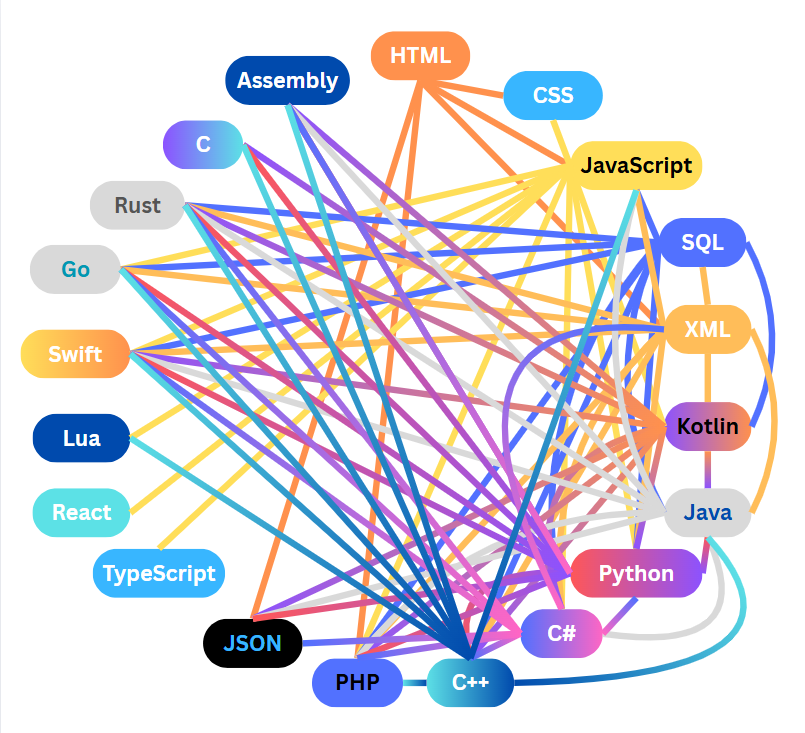 HTML
Assembly
CSS
C
JavaScript
Rust
SQL
Go
XML
Swift
Kotlin
Lua
React
Java
TypeScript
Python
JSON
C#
PHP
C++